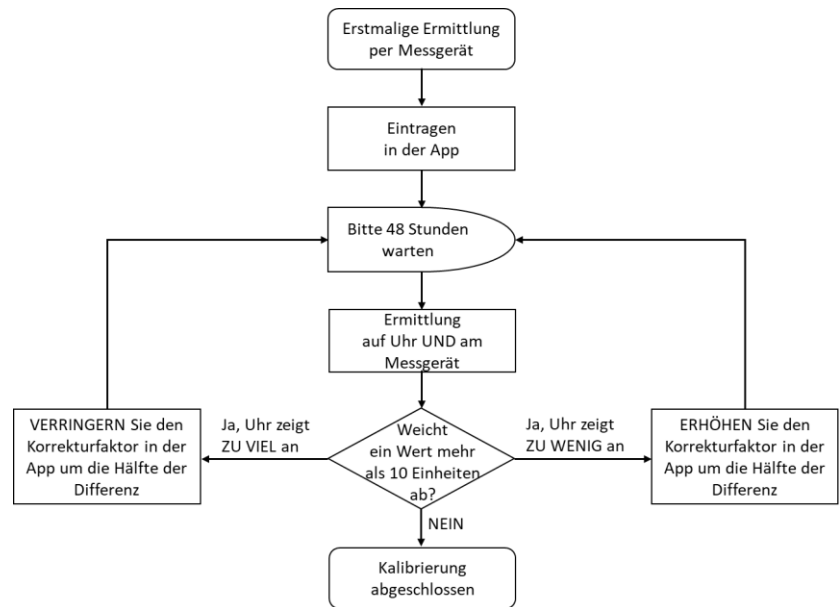 Erstmalige Ermittlung
per Messgerät
Eintragen
in der App
Bitte 48 Stunden
warten
Ermittlung
auf Uhr UND am
Messgerät
VERRINGERN Sie den
Korrekturfaktor in der
App um die Hälfte der
Differenz
Ja, Uhr zeigt
ZU VIEL an
Weicht
ein Wert mehr
als 10 Einheiten
ab?
Ja, Uhr zeigt
ZU WENIG an
ERHÖHEN Sie den
Korrekturfaktor in der
App um die Hälfte der
Differenz
NEIN
Kalibrierung
abgeschlossen